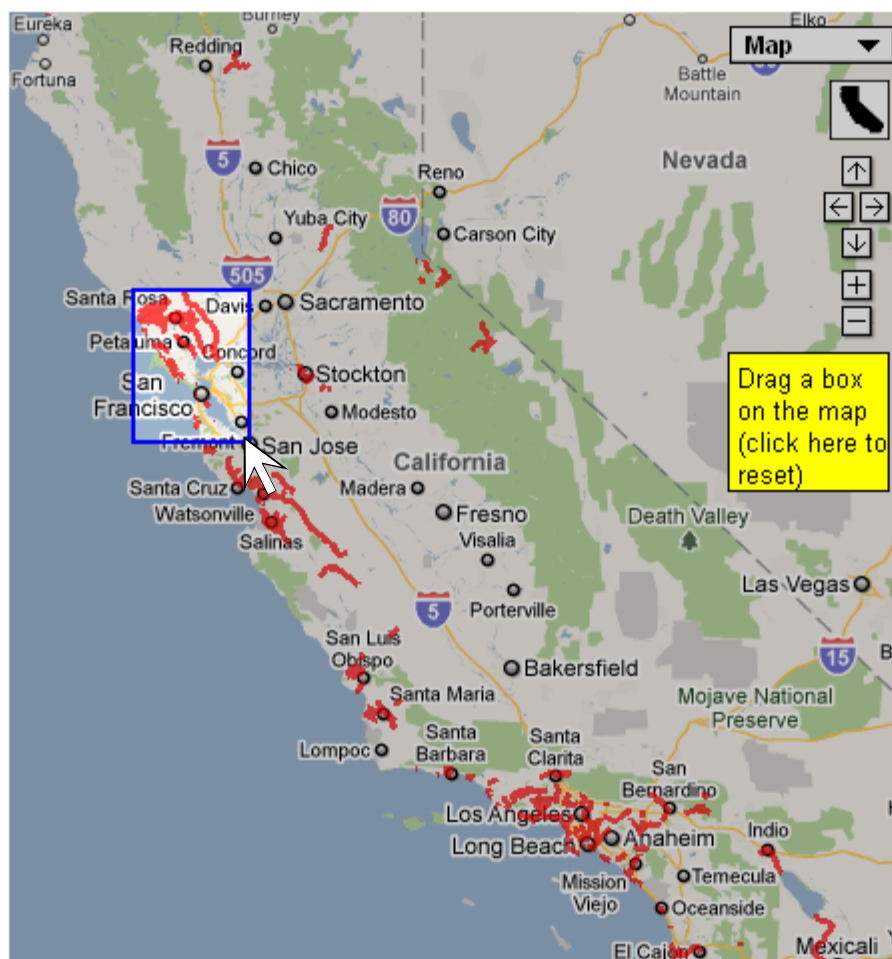 Eureka
Burney
Elko
Redding
Map
Fortuna
Battle
Mountain
5
Chico
Reno
Nevada
Yuba City
80
Carson City
505
Santa Rosa
Davis
Sacramento
Petaluma
Concord
Stockton
San
Francisco
Modesto
Drag a box
on the map
(click here to
reset)
Fremont
San Jose
California
Santa Cruz
Madera
Watsonville
Fresno
Death Valley
Salinas
Visalia
Las Vegas
5
Porterville
San Luis
Obispo
15
B
Bakersfield
Santa Maria
Mojave National
Preserve
Lompoc
Santa
Barbara
Santa
Clarita
San
Bernardino
Los Angeles
Anaheim
Indio
Long Beach
Mission
Viejo
Temecula
Oceanside
El Cajon
Mexicali